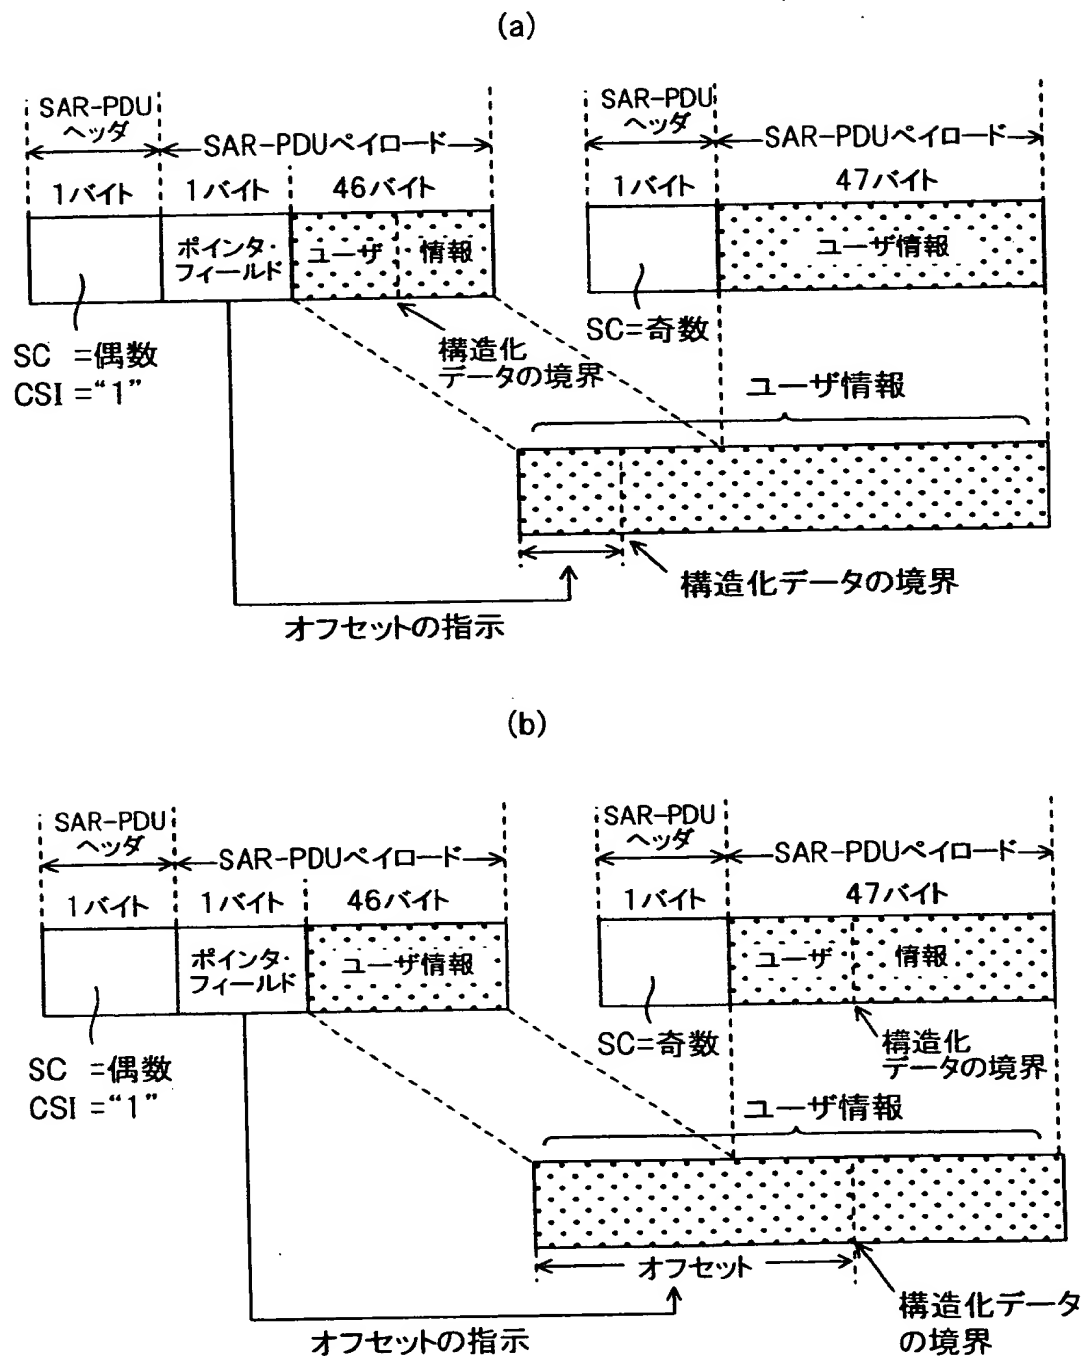 (a)
SAR-PDU
ヘッダ
SAR-PDUペイロード
SAR-PDU
ヘッダ
SAR-PDUペイロード
1バイト
1バイト
46バイト
1バイト
47バイト
ポインタ・
フィールド
ユーザ
情報
ユーザ情報
SC =偶数
CSI =“1”
構造化
データの境界
SC=奇数
ユーザ情報
構造化データの境界
オフセットの指示
(b)
SAR-PDU
ヘッダ
SAR-PDUペイロード
SAR-PDU
ヘッダ
SAR-PDUペイロード
1バイト
1バイト
46バイト
1バイト
47バイト
ポインタ・
フィールド
ユーザ情報
ユーザ
情報
SC =偶数
CSI =“1”
SC=奇数
構造化
データの境界
ユーザ情報
オフセット
構造化データ
の境界
オフセットの指示